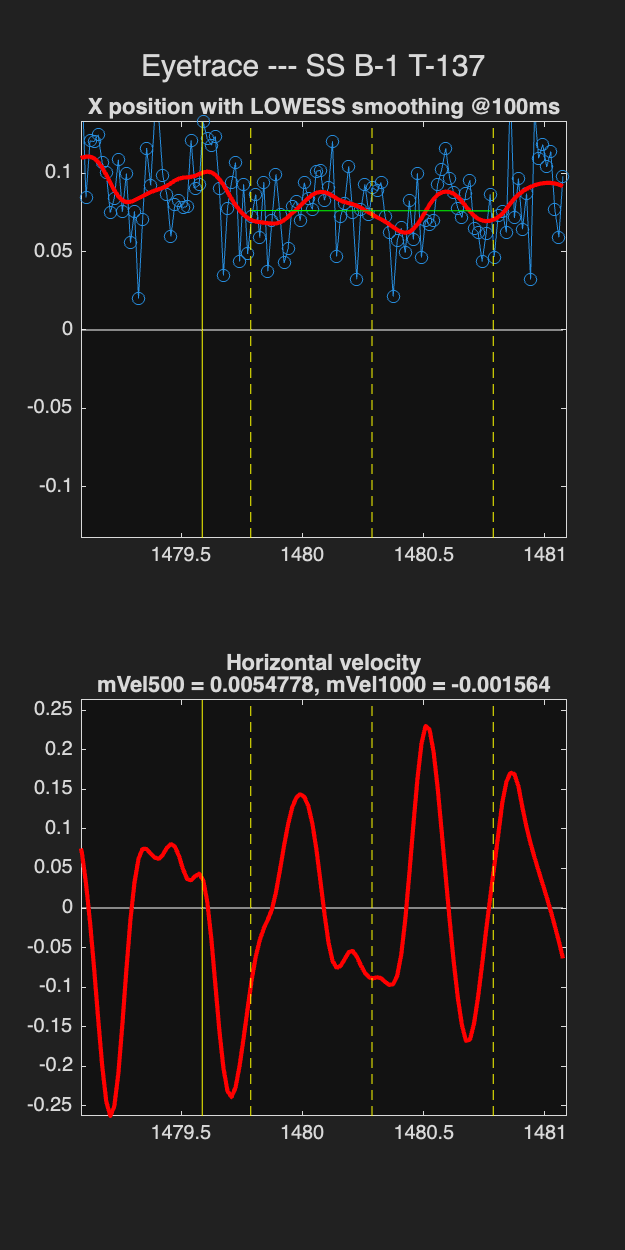 Eyetrace --- SS B-1 T-137
X position with LOWESS smoothing @100ms
0.1
0.05
0
-0.05
-0.1
1479.5 1480 1480.5 1481
Horizontal velocity
mVel500 = 0.0054778, mVel1000 = -0.001564
0.25
0.2
0.15
0.1
0.05
0
-0.05
-0.1
-0.15
-0.2
-0.25
1479.5 1480 1480.5 1481